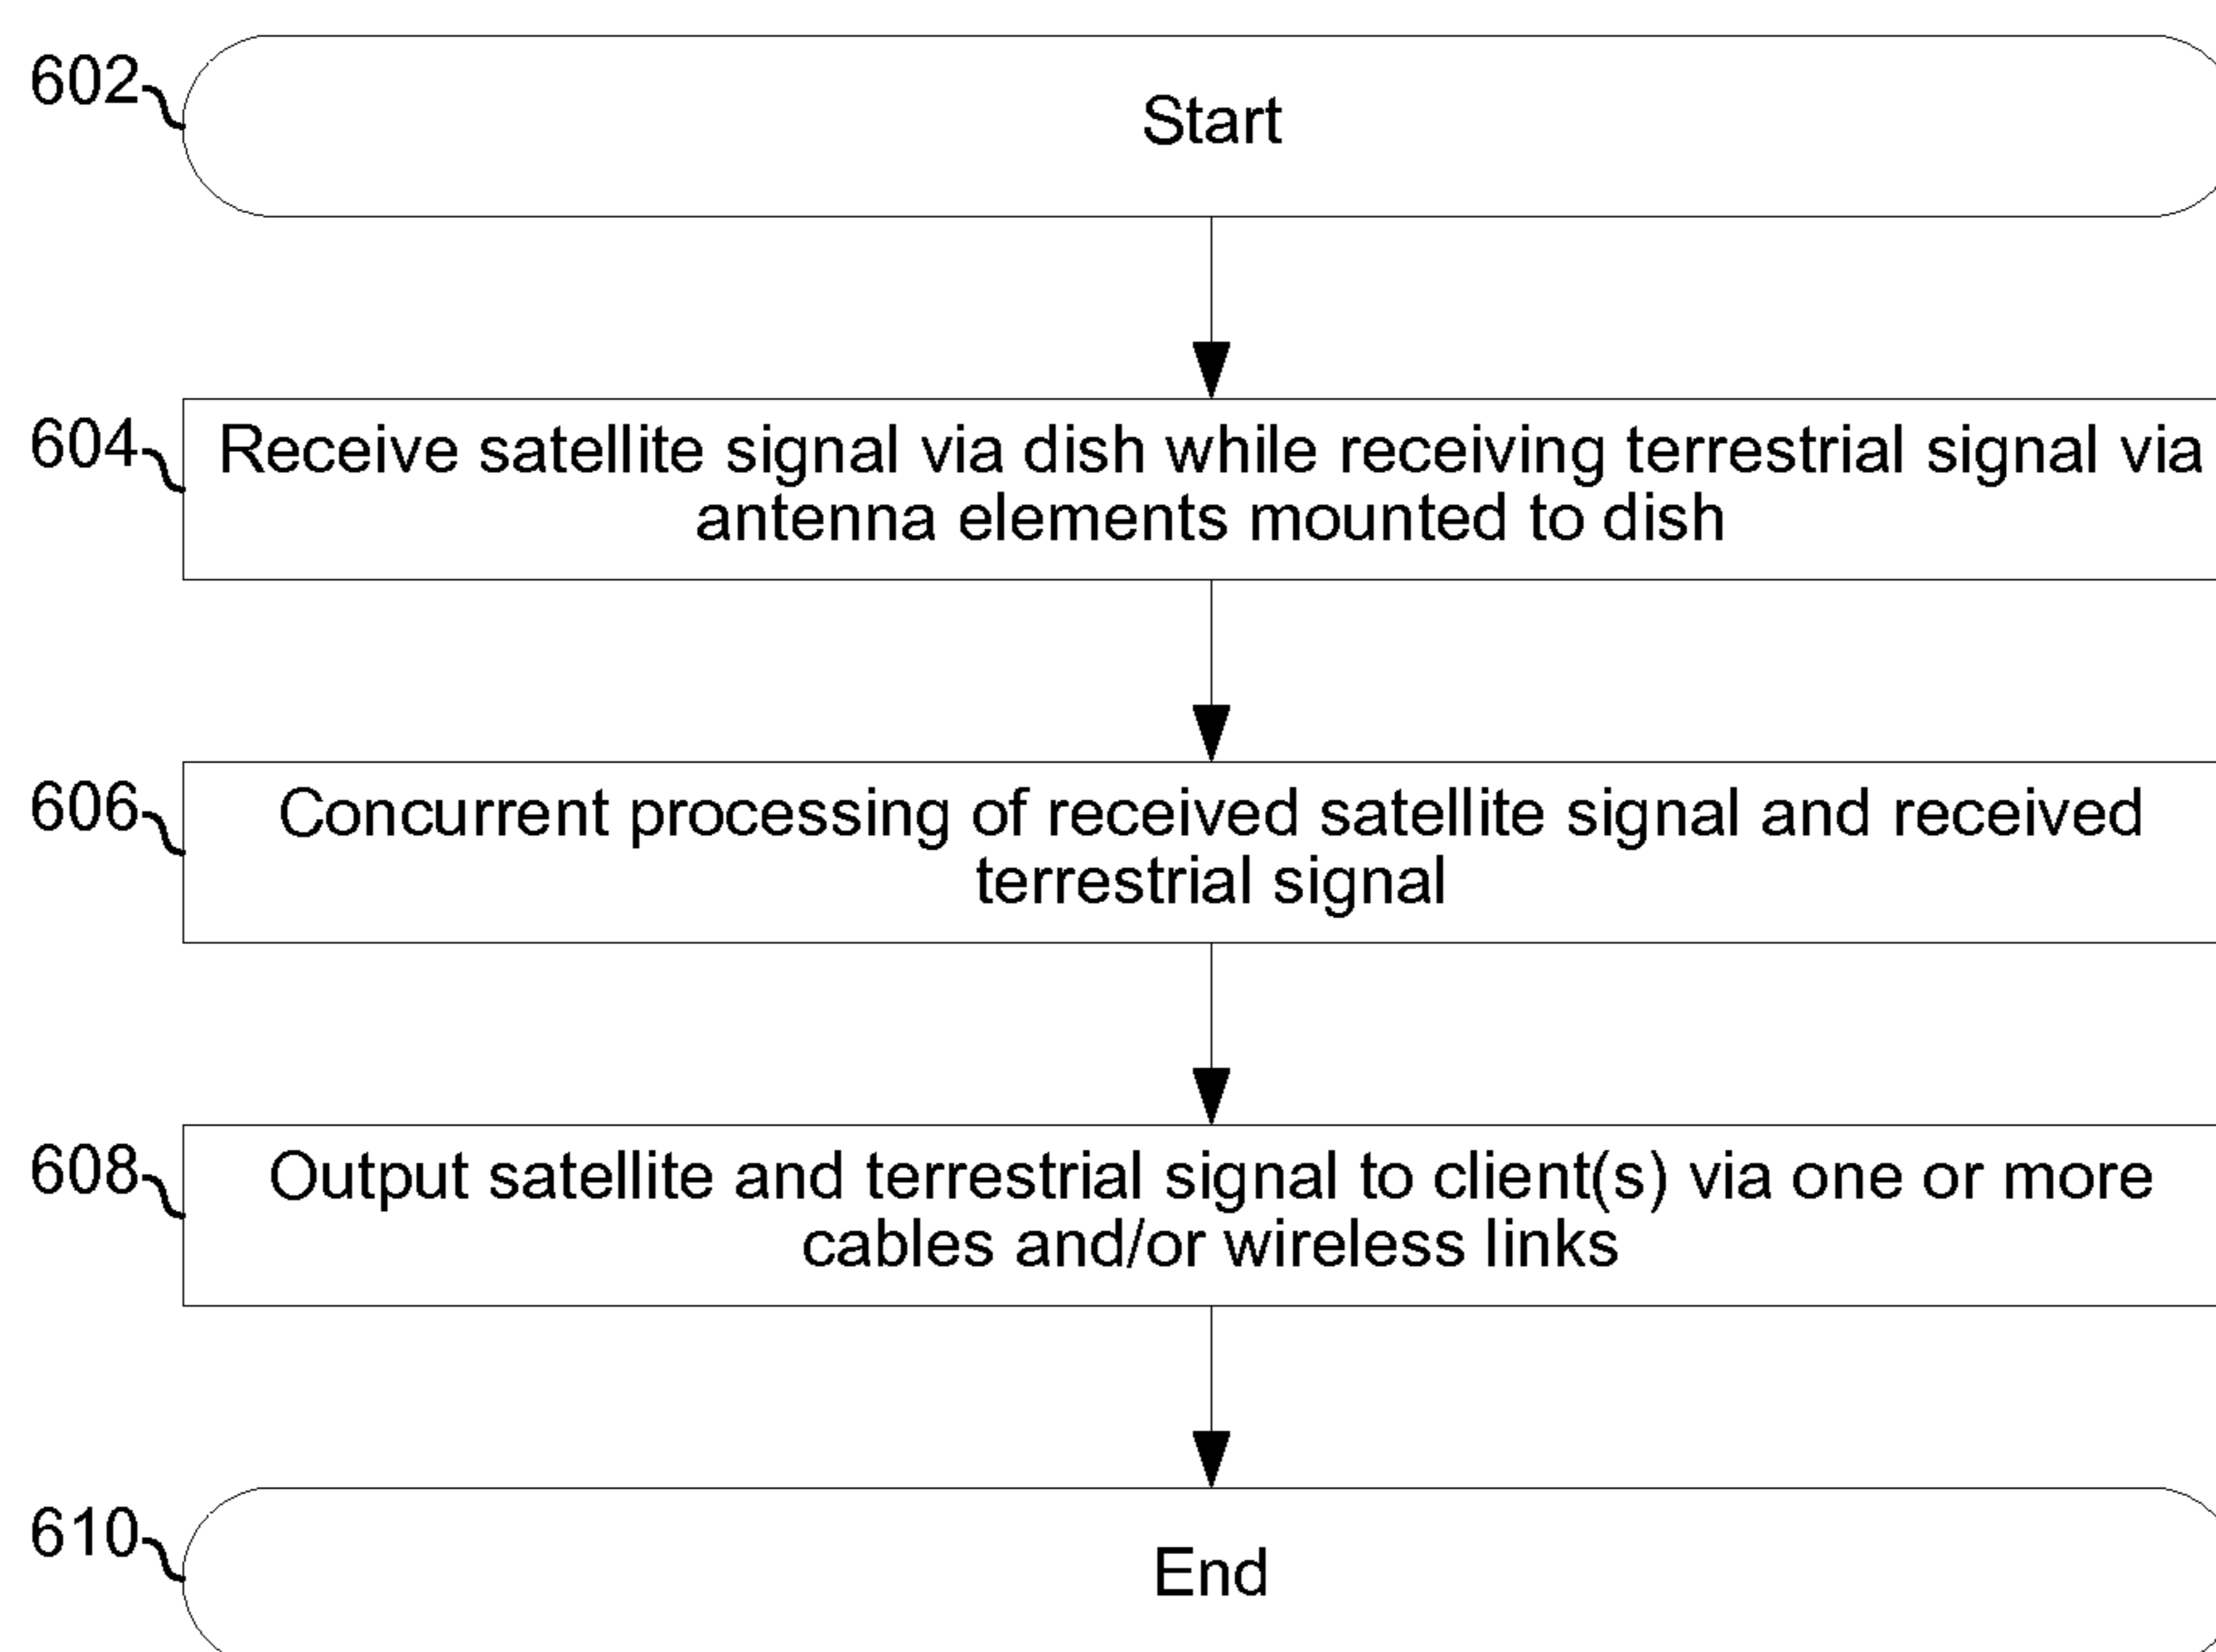 602
Start
604
Receive satellite signal via dish while receiving terrestrial signal via
antenna elements mounted to dish
606
Concurrent processing of received satellite signal and received
terrestrial signal
608
Output satellite and terrestrial signal to client(s) via one or more
cables and/or wireless links
610
End